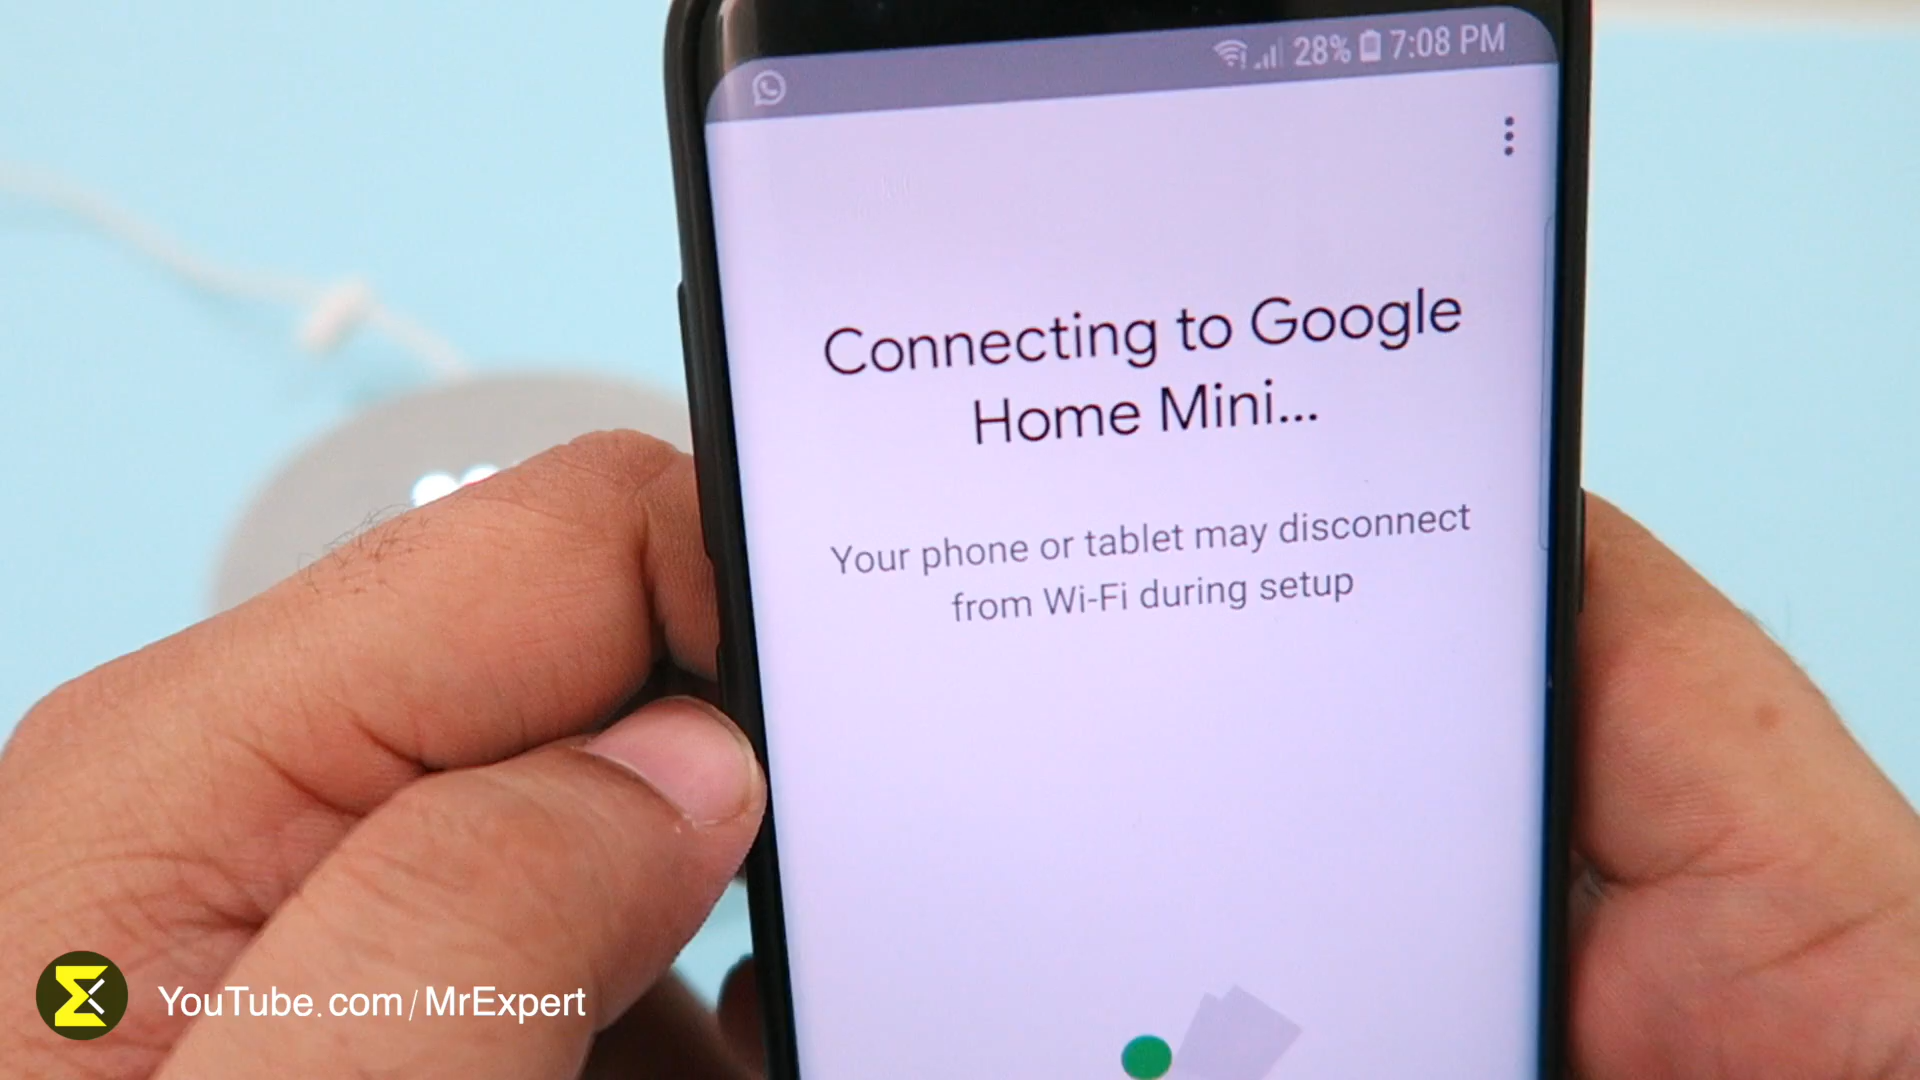 28% 7:08 PM
Connecting to Google
Home Mini...
Your phone or tablet may disconnect
from Wi-Fi during setup
YouTube.com/MrExpert